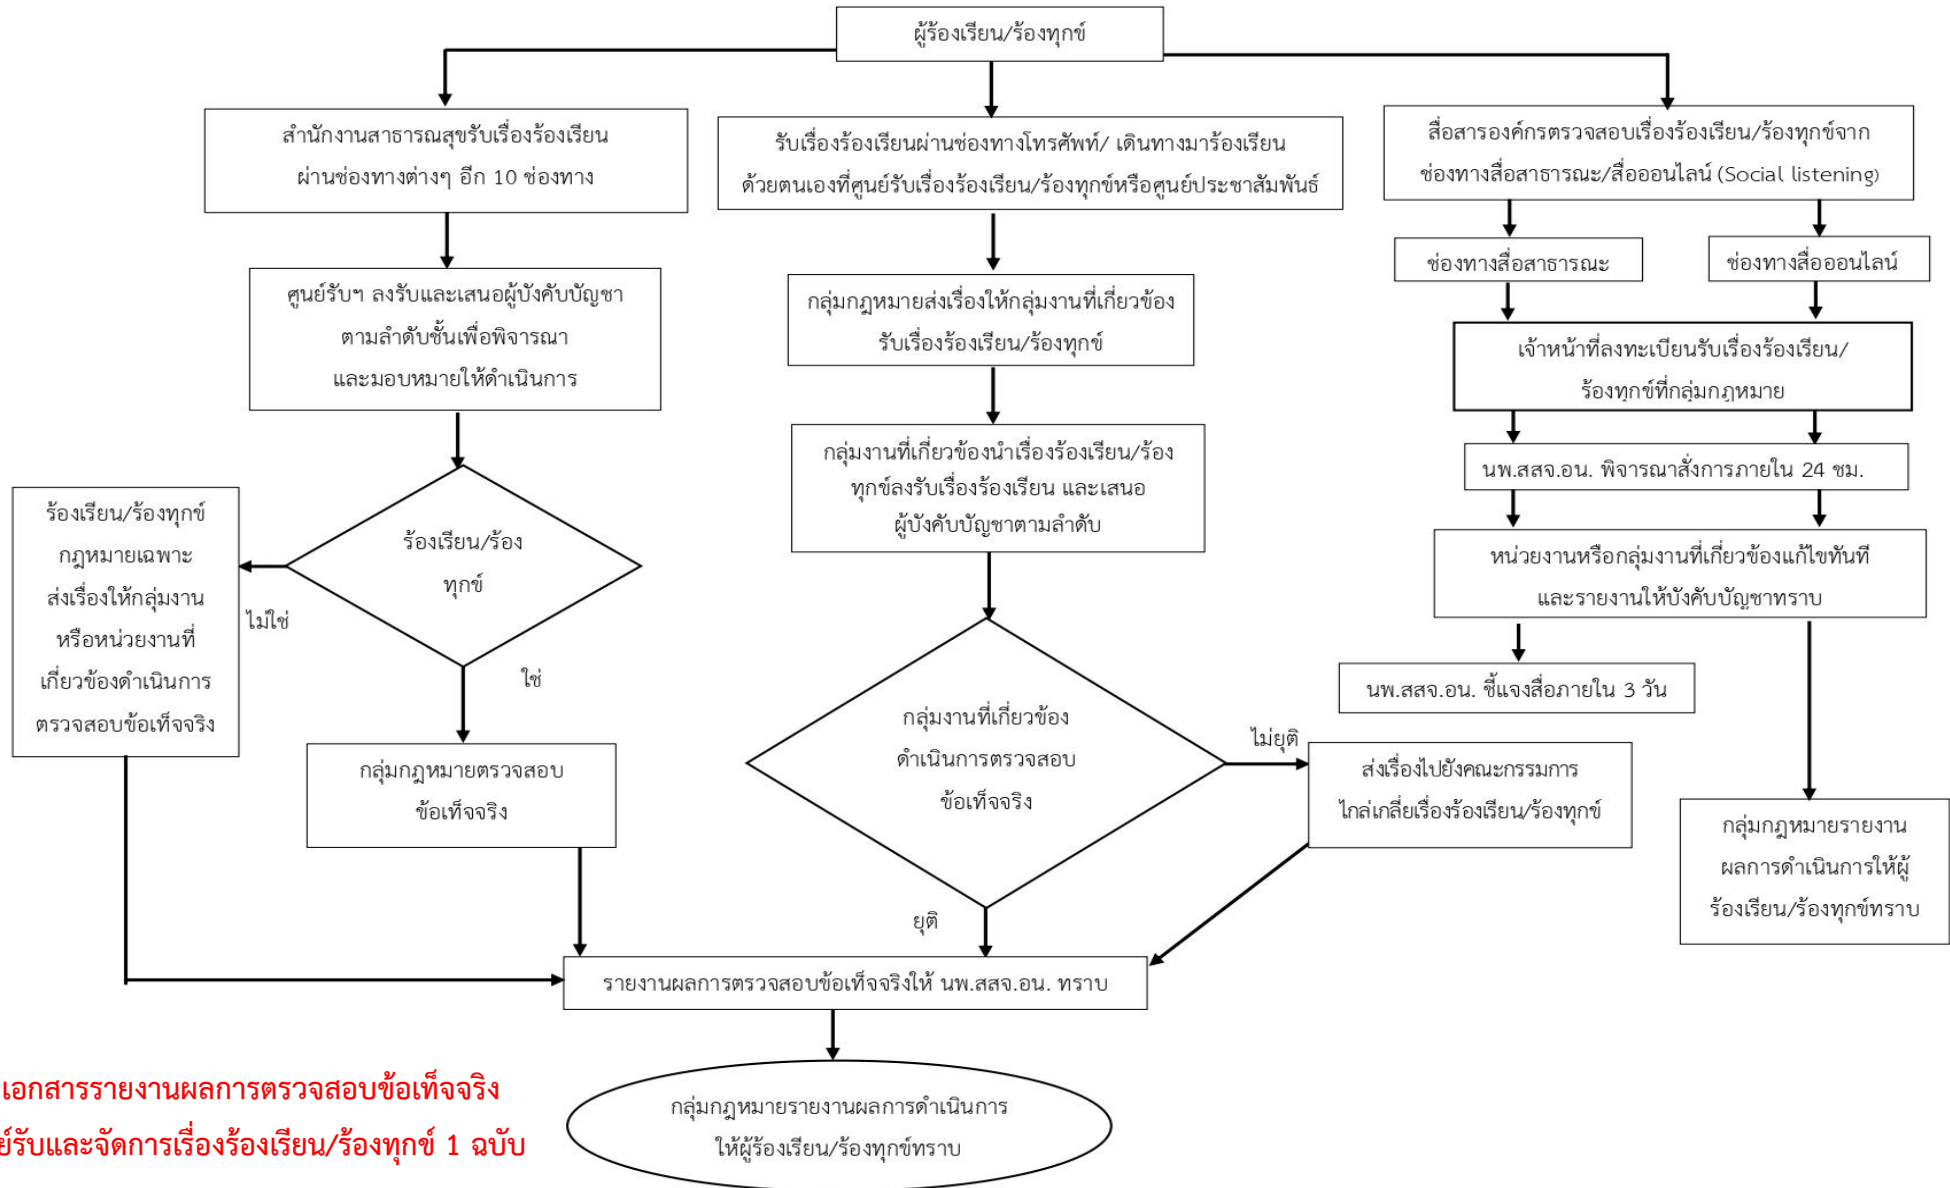 ผู้ร้องเรียน/ร้องทุกข์
สำนักงานสาธารณสุขรับเรื่องร้องเรียน
ผ่านช่องทางต่างๆ อีก 10 ช่องทาง
ศูนย์รับฯ ลงรับและเสนอผู้บังคับบัญชา
ตามลำดับชั้นเพื่อพิจารณา
และมอบหมายให้ดำเนินการ
ร้องเรียน/ร้อง
ทุกข์
ไม่ใช่
ใช่
ร้องเรียน/ร้องทุกข์
กฎหมายเฉพาะ
ส่งเรื่องให้กลุ่มงาน
หรือหน่วยงานที่
เกี่ยวข้องดำเนินการ
ตรวจสอบข้อเท็จจริง
กลุ่มกฎหมายตรวจสอบ
ข้อเท็จจริง
รับเรื่องร้องเรียนผ่านช่องทางโทรศัพท์/ เดินทางมาร้องเรียน
ด้วยตนเองที่ศูนย์รับเรื่องร้องเรียน/ร้องทุกข์หรือศูนย์ประชาสัมพันธ์
กลุ่มกฎหมายส่งเรื่องให้กลุ่มงานที่เกี่ยวข้อง
รับเรื่องร้องเรียน/ร้องทุกข์
กลุ่มงานที่เกี่ยวข้องนำเรื่องร้องเรียน/ร้อง
ทุกข์ลงรับเรื่องร้องเรียน และเสนอ
ผู้บังคับบัญชาตามลำดับ
กลุ่มงานที่เกี่ยวข้อง
ดำเนินการตรวจสอบ
ข้อเท็จจริง
ไม่ยุติ
ยุติ
ส่งเรื่องไปยังคณะกรรมการ
ไกล่เกลี่ยเรื่องร้องเรียน/ร้องทุกข์
สื่อสารองค์กรตรวจสอบเรื่องร้องเรียน/ร้องทุกข์จาก
ช่องทางสื่อสาธารณะ/สื่อออนไลน์ (Social listening)
ช่องทางสื่อสาธารณะ
ช่องทางสื่อออนไลน์
เจ้าหน้าที่ลงทะเบียนรับเรื่องร้องเรียน/
ร้องทุกข์ที่กลุ่มกฎหมาย
นพ.สสจ.อน. พิจารณาสั่งการภายใน 24 ชม.
หน่วยงานหรือกลุ่มงานที่เกี่ยวข้องแก้ไขทันที
และรายงานให้บังคับบัญชาทราบ
นพ.สสจ.อน. ชี้แจงสื่อภายใน 3 วัน
กลุ่มกฎหมายรายงาน
ผลการดำเนินการให้ผู้
ร้องเรียน/ร้องทุกข์ทราบ
รายงานผลการตรวจสอบข้อเท็จจริงให้ นพ.สสจ.อน. ทราบ
กลุ่มกฎหมายรายงานผลการดำเนินการ
ให้ผู้ร้องเรียน/ร้องทุกข์ทราบ
เอกสารรายงานผลการตรวจสอบข้อเท็จจริง
ย์รับและจัดการเรื่องร้องเรียน/ร้องทุกข์ 1 ฉบับ